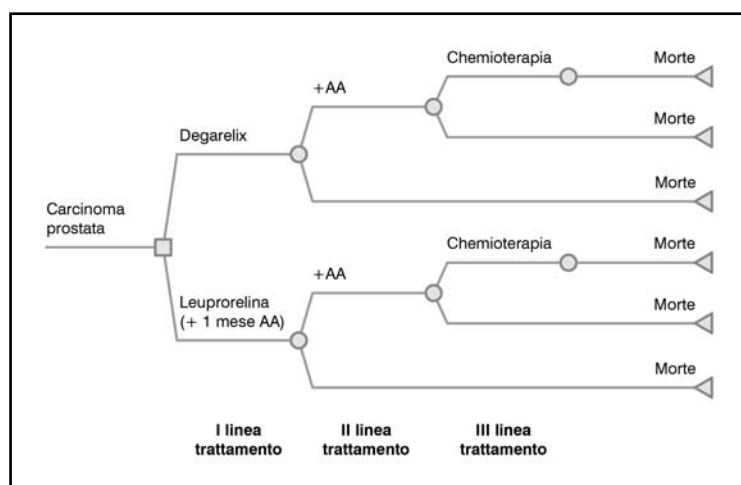 Chemioterapia
Morte
+AA
Morte
Degarelix
Morte
Carcinoma
prostata
Chemioterapia
Morte
+AA
Leuprorelina
(+ 1 mese AA)
Morte
Morte
I linea
trattamento
II linea
trattamento
III linea
trattamento